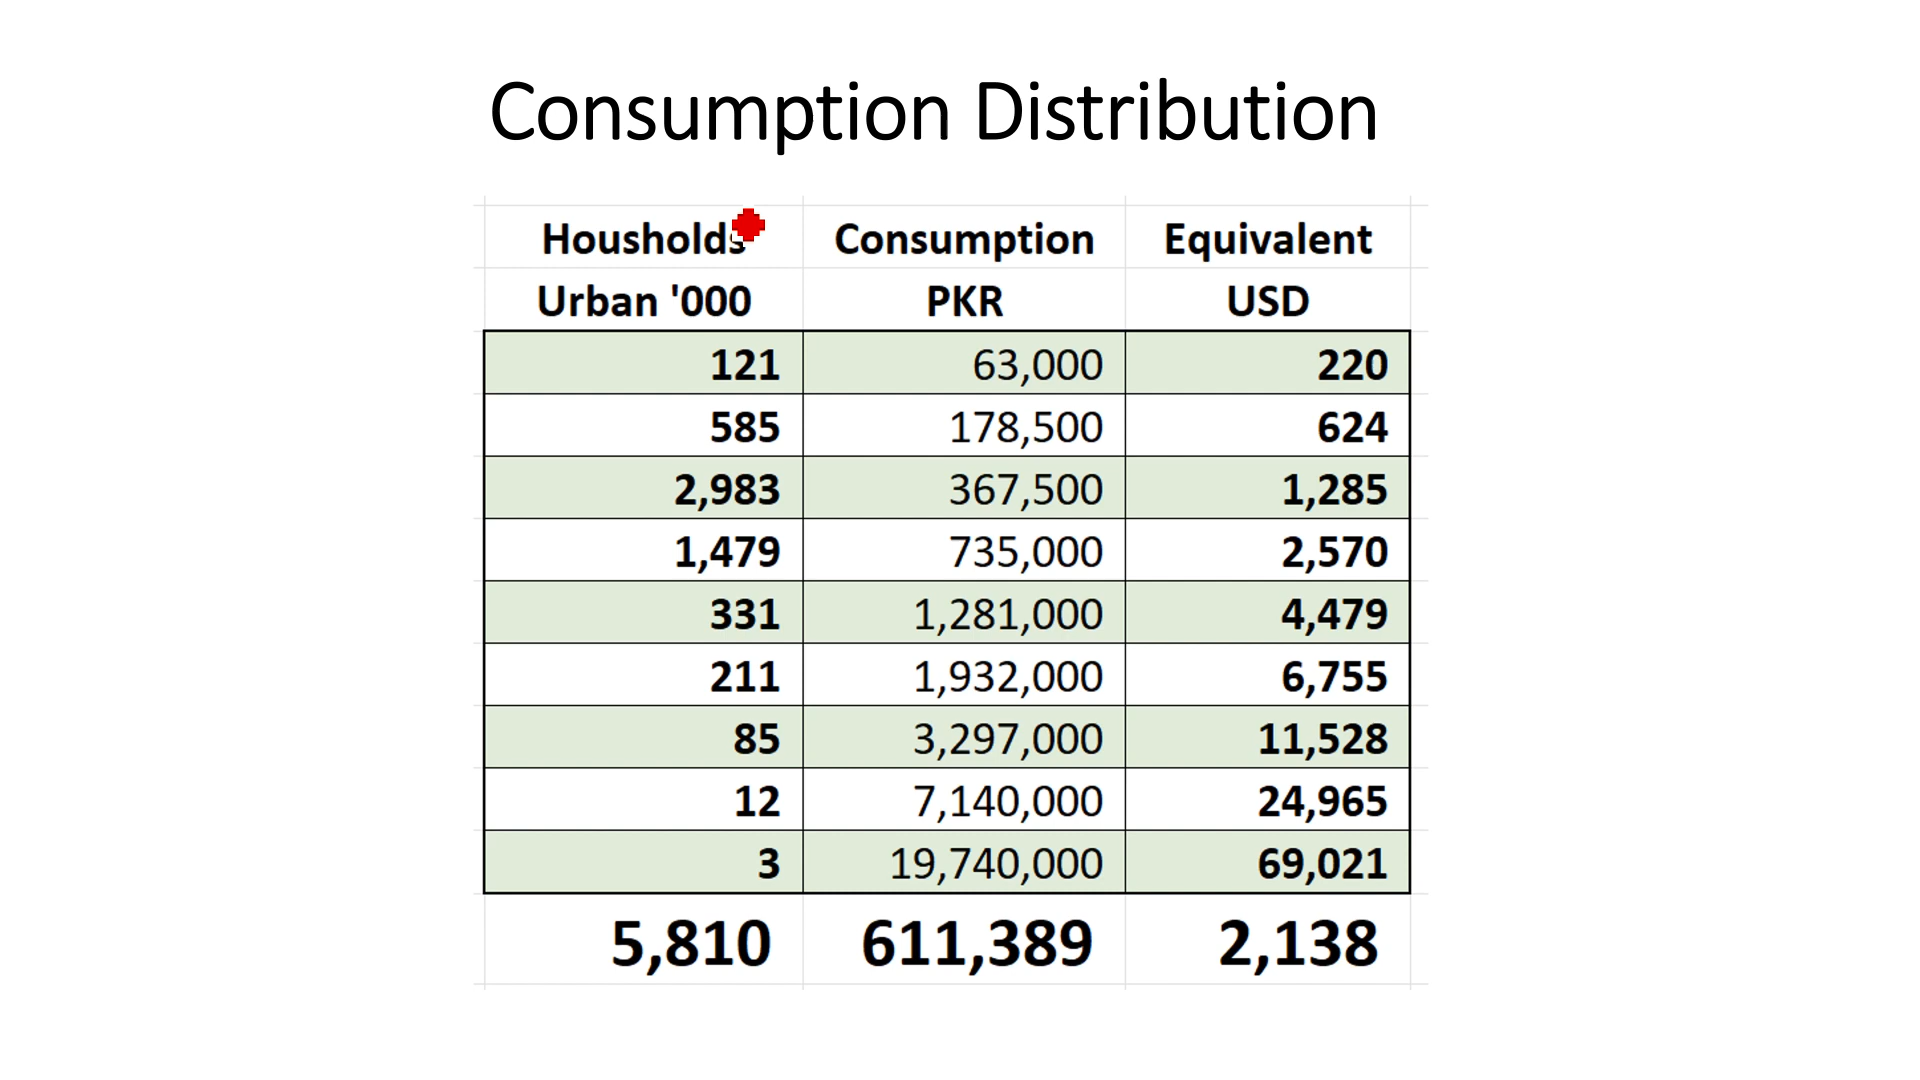 Consumption Distribution
Housholds Consumption Equivalent
Urban '000 PKR USD
121 63,000 220
585 178,500 624
2,983 367,500 1,285
1,479 735,000 2,570
331 1,281,000 4,479
211 1,932,000 6,755
85 3,297,000 11,528
12 7,140,000 24,965
3 19,740,000 69,021
5,810 611,389 2,138